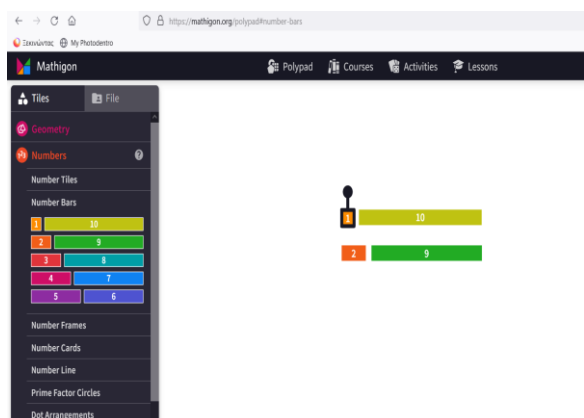 https://mathigon.org/polypad#number-bars
Ξεκινώντας My Photodentro
Mathigon Polypad Courses Activities Lessons
Tiles File
Geometry
Numbers ?
Number Tiles
Number Bars
1 10
2 9
3 8
4 7
5 6
Number Frames
Number Cards
Number Line
Prime Factor Circles
Dot Arrangements
1 10
2 9